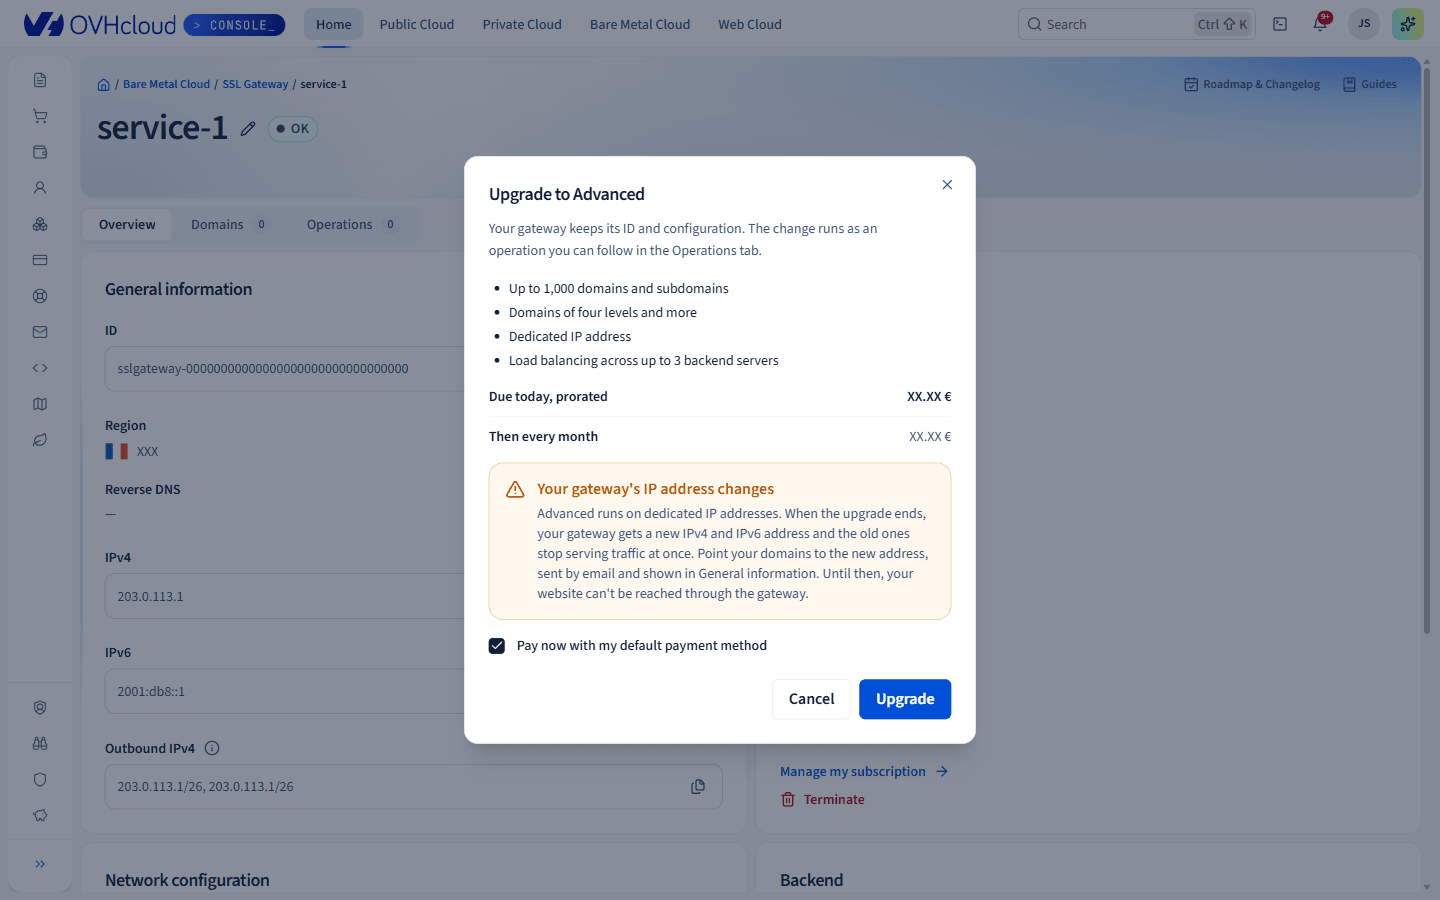 OVHcloud
> CONSOLE_
Home
Public Cloud
Private Cloud
Bare Metal Cloud
Web Cloud
Search
Ctrl K
9+
JS
/ Bare Metal Cloud / SSL Gateway / service-1
Roadmap & Changelog
Guides
service-1
OK
Overview
Domains 0
Operations 0
General information
ID
sslgateway-00000000000000000000000000000000
Region
XXX
Reverse DNS
—
IPv4
203.0.113.1
IPv6
2001:db8::1
Outbound IPv4
203.0.113.1/26, 203.0.113.1/26
Network configuration
Upgrade to Advanced
Your gateway keeps its ID and configuration. The change runs as an
operation you can follow in the Operations tab.
• Up to 1,000 domains and subdomains
• Domains of four levels and more
• Dedicated IP address
• Load balancing across up to 3 backend servers
Due today, prorated XX.XX €
Then every month XX.XX €
Your gateway's IP address changes
Advanced runs on dedicated IP addresses. When the upgrade ends,
your gateway gets a new IPv4 and IPv6 address and the old ones
stop serving traffic at once. Point your domains to the new address,
sent by email and shown in General information. Until then, your
website can't be reached through the gateway.
Pay now with my default payment method
Cancel
Upgrade
Manage my subscription
Terminate
Backend